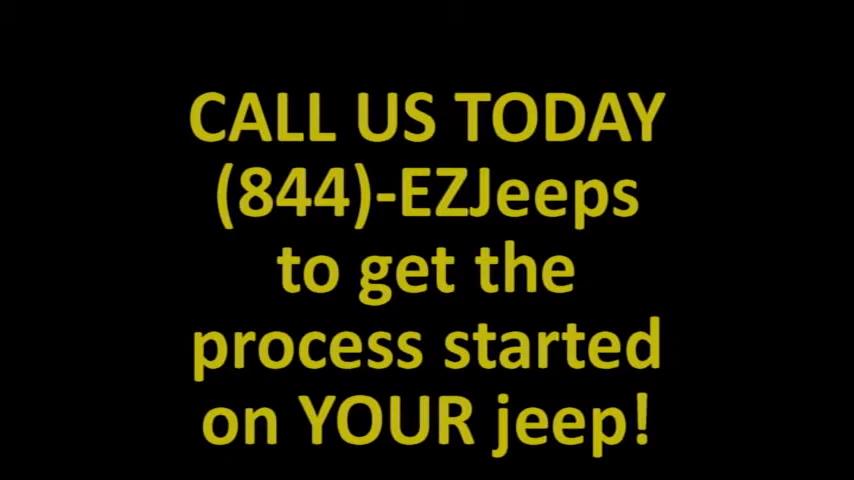 CALL US TODAY
(844)-EZJeeps
to get the
process started
on YOUR jeep!